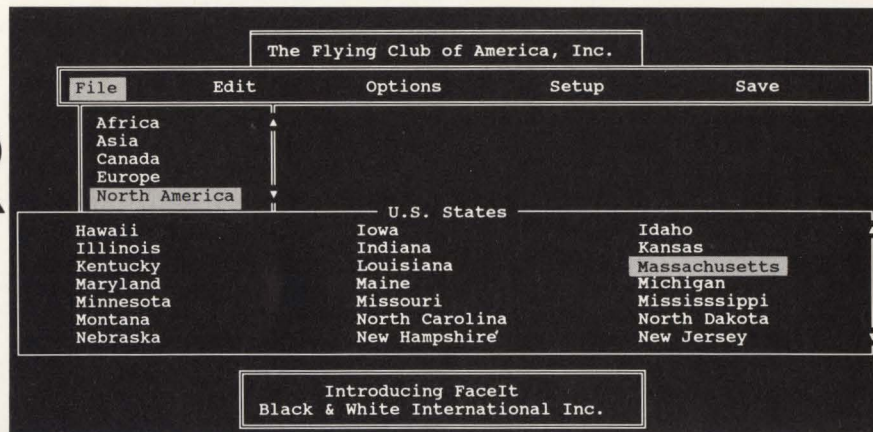 The Flying Club of America, Inc.
File Edit Options Setup Save
Africa
Asia
Canada
Europe
North America
U.S. States
Hawaii Iowa Idaho
Illinois Indiana Kansas
Kentucky Louisiana Massachusetts
Maryland Maine Michigan
Minnesota Missouri Mississsippi
Montana North Carolina North Dakota
Nebraska New Hampshire New Jersey
Introducing FaceIt
Black & White International Inc.